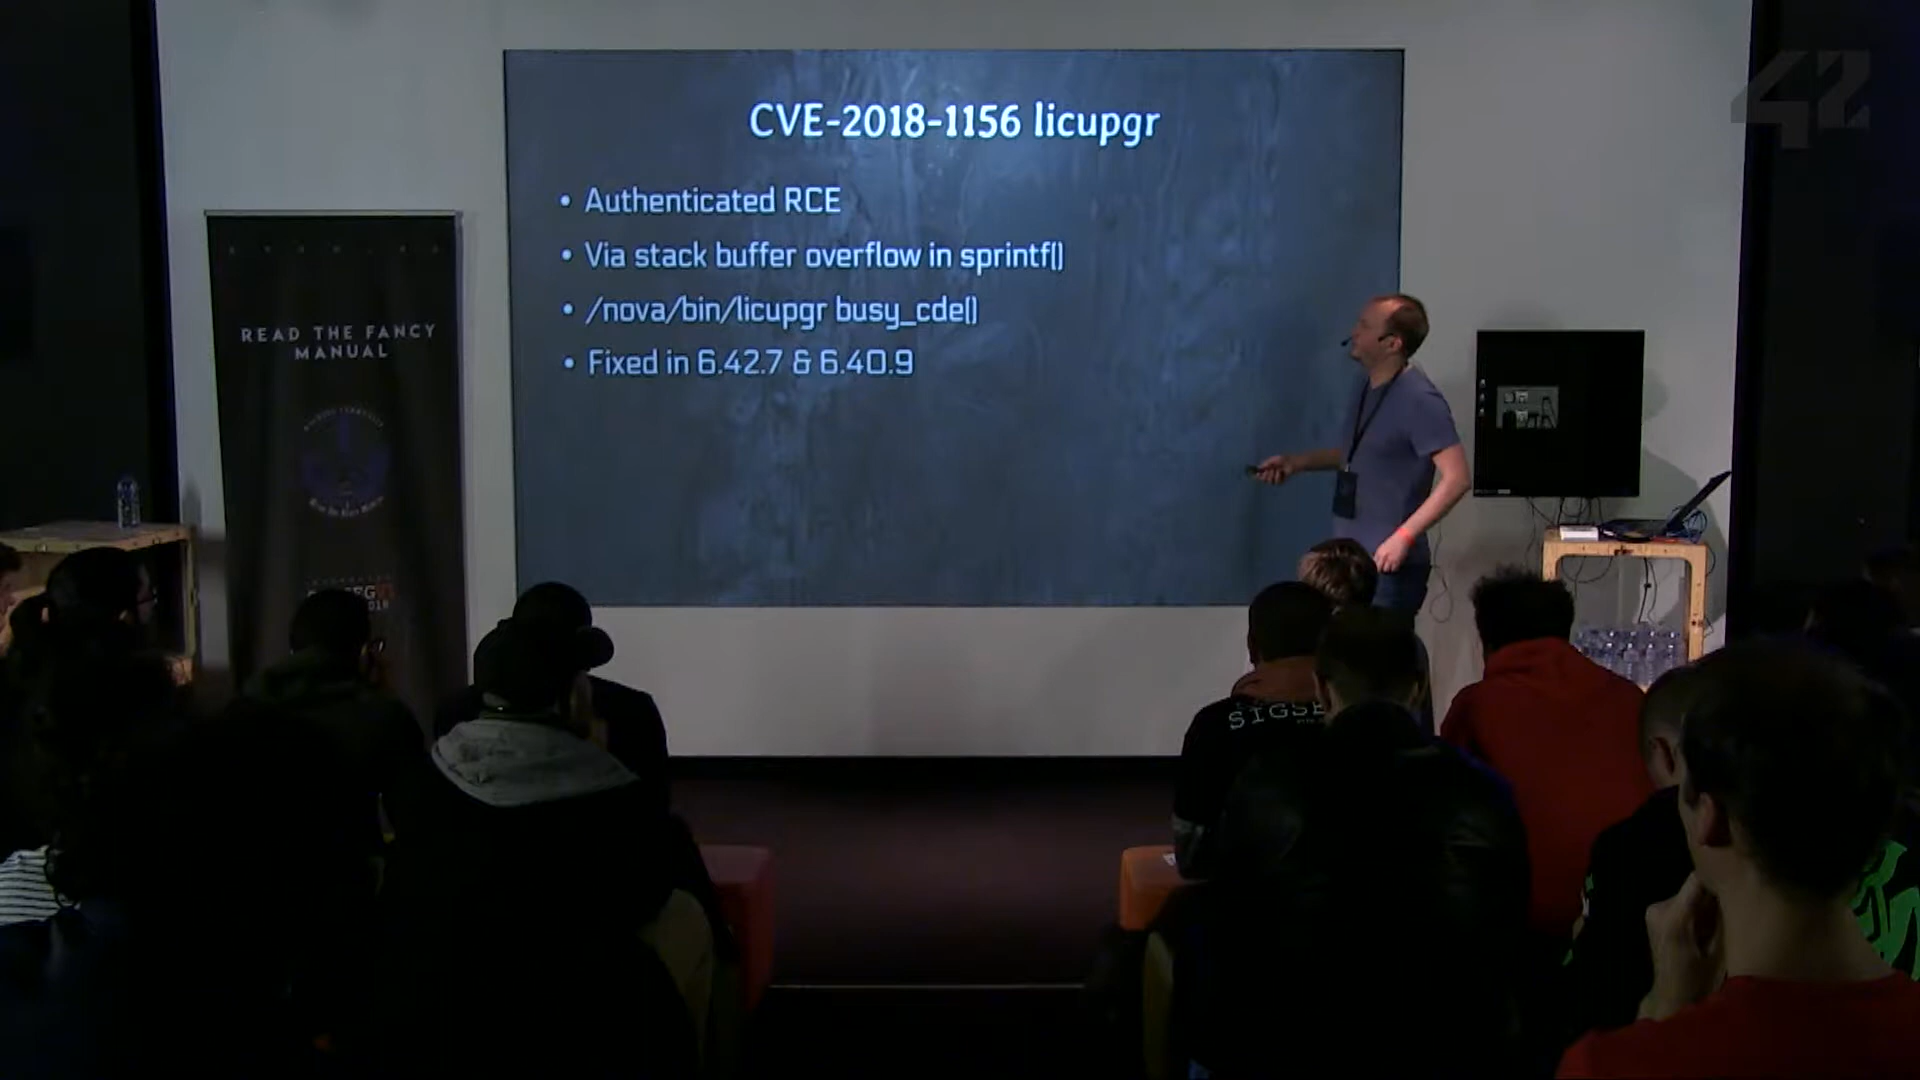 CVE-2018-1156 licupgr
• Authenticated RCE
• Via stack buffer overflow in sprintf()
• /nova/bin/licupgr busy_cde()
• Fixed in 6.42.7 & 6.40.9
READ THE FANCY
MANUAL
42
SIGSE